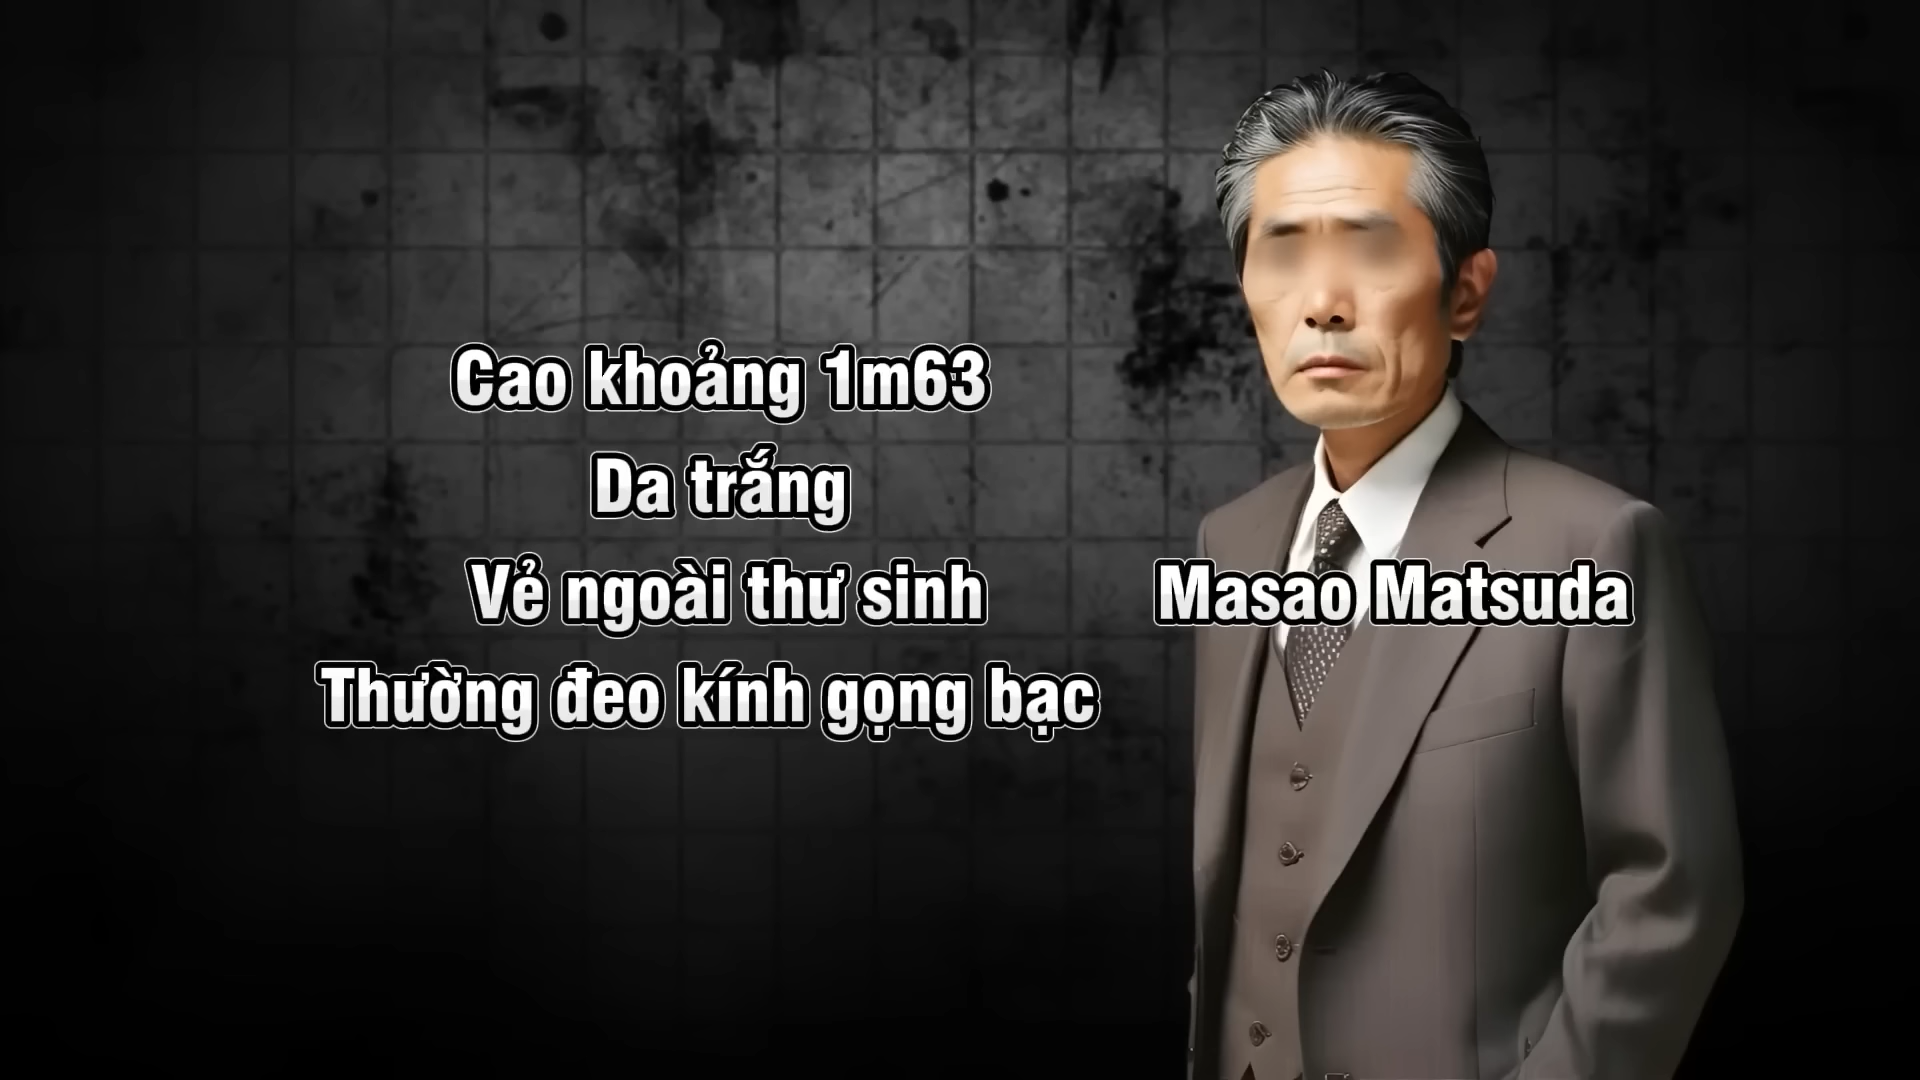 Cao khoảng 1m63
Da trắng
Vẻ ngoài thư sinh
Thường đeo kính gọng bạc
Masao Matsuda